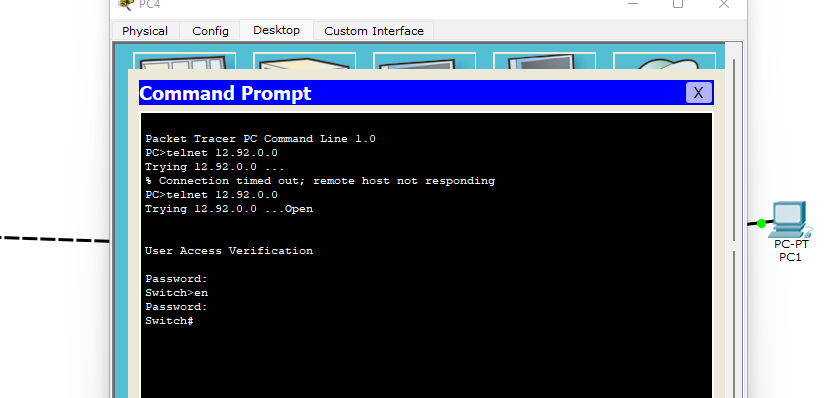 PC4
Physical Config Desktop Custom Interface
Command Prompt
X
Packet Tracer PC Command Line 1.0
PC>telnet 12.92.0.0
Trying 12.92.0.0 ...
% Connection timed out; remote host not responding
PC>telnet 12.92.0.0
Trying 12.92.0.0 ...Open
User Access Verification
Password:
Switch>en
Password:
Switch#
PC-PT
PC1